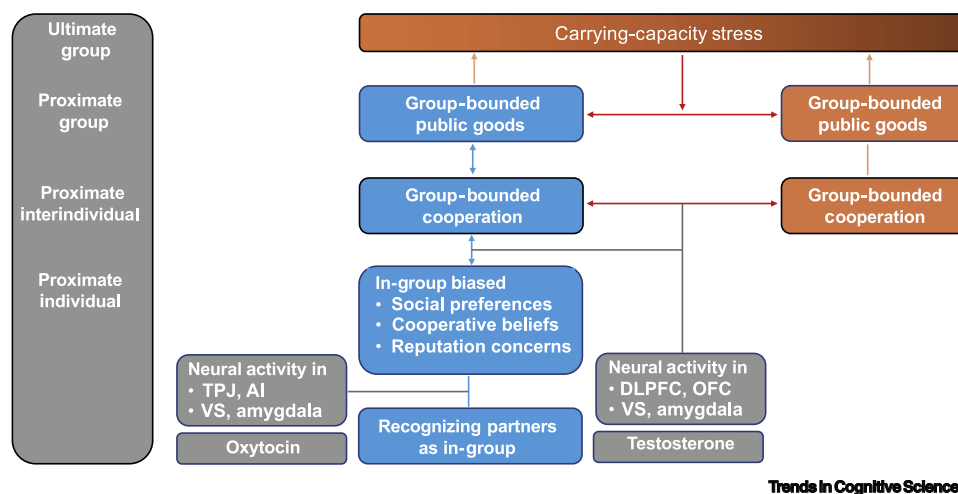 Ultimate
group
Carrying-capacity stress
Proximate
group
Group-bounded
public goods
Group-bounded
public goods
Proximate
interindividual
Group-bounded
cooperation
Group-bounded
cooperation
Proximate
individual
In-group biased
• Social preferences
• Cooperative beliefs
• Reputation concerns
Neural activity in
• TPJ, AI
• VS, amygdala
Neural activity in
• DLPFC, OFC
• VS, amygdala
Oxytocin
Recognizing partners
as in-group
Testosterone
Trends in Cognitive Science